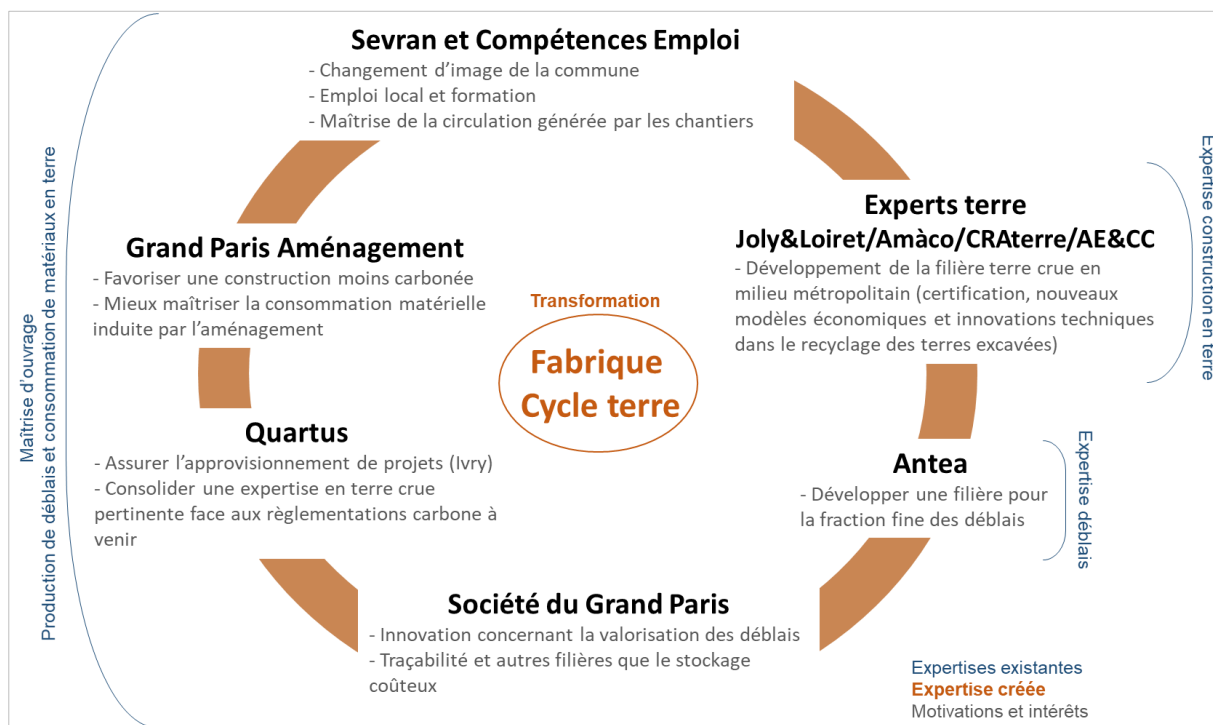 Sevran et Compétences Emploi
- Changement d'image de la commune
- Emploi local et formation
- Maîtrise de la circulation générée par les chantiers
Maîtrise d'ouvrage
Production de déblais et consommation de matériaux en terre
Grand Paris Aménagement
- Favoriser une construction moins carbonée
- Mieux maîtriser la consommation matérielle
induite par l'aménagement
Transformation
Fabrique
Cycle terre
Experts terre
Joly&Loiret/Amàco/CRAterre/AE&CC
- Développement de la filière terre crue en
milieu métropolitain (certification, nouveaux
modèles économiques et innovations techniques
dans le recyclage des terres excavées)
Expertise construction en terre
Quartus
- Assurer l'approvisionnement de projets (Ivry)
- Consolider une expertise en terre crue
pertinente face aux règlementations carbone à
venir
Antea
- Développer une filière pour
la fraction fine des déblais
Expertise déblais
Société du Grand Paris
- Innovation concernant la valorisation des déblais
- Traçabilité et autres filières que le stockage
coûteux
Expertises existantes
Expertise créée
Motivations et intérêts